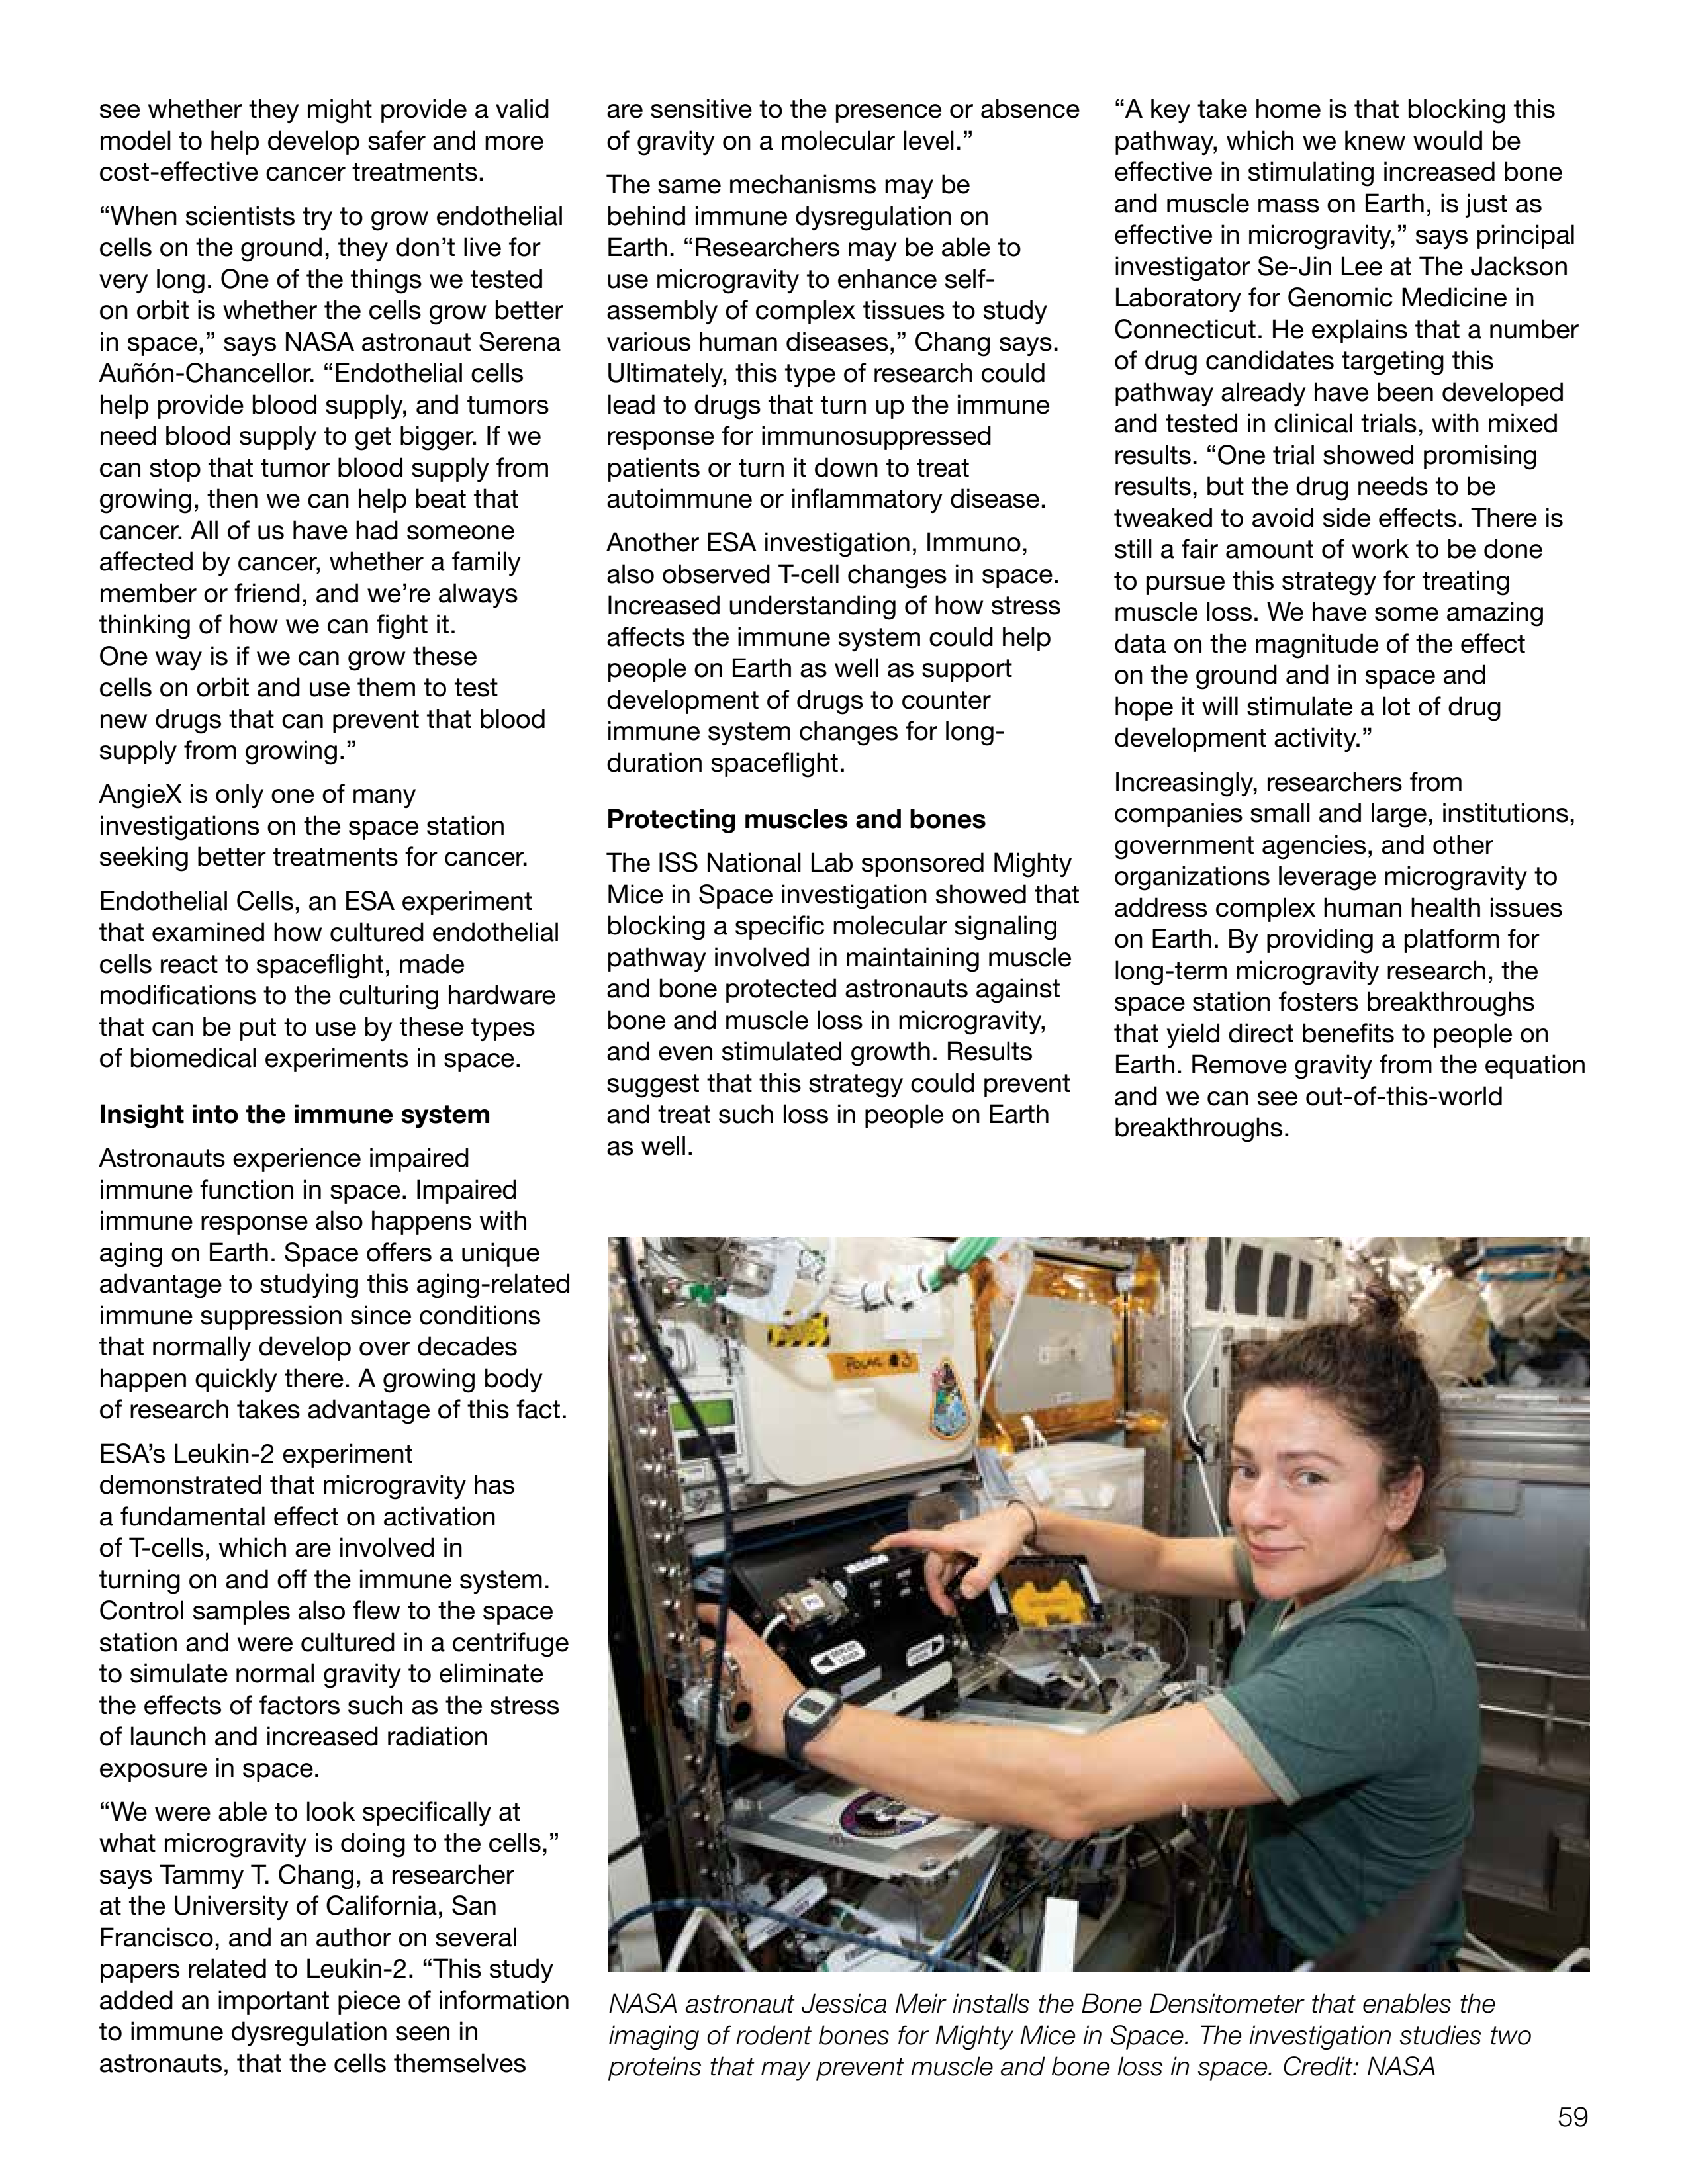 see whether they might provide a valid
model to help develop safer and more
cost-effective cancer treatments.
“When scientists try to grow endothelial
cells on the ground, they don’t live for
very long. One of the things we tested
on orbit is whether the cells grow better
in space,” says NASA astronaut Serena
Auñón-Chancellor. “Endothelial cells
help provide blood supply, and tumors
need blood supply to get bigger. If we
can stop that tumor blood supply from
growing, then we can help beat that
cancer. All of us have had someone
affected by cancer, whether a family
member or friend, and we’re always
thinking of how we can fight it.
One way is if we can grow these
cells on orbit and use them to test
new drugs that can prevent that blood
supply from growing.”
AngieX is only one of many
investigations on the space station
seeking better treatments for cancer.
Endothelial Cells, an ESA experiment
that examined how cultured endothelial
cells react to spaceflight, made
modifications to the culturing hardware
that can be put to use by these types
of biomedical experiments in space.
Insight into the immune system
Astronauts experience impaired
immune function in space. Impaired
immune response also happens with
aging on Earth. Space offers a unique
advantage to studying this aging-related
immune suppression since conditions
that normally develop over decades
happen quickly there. A growing body
of research takes advantage of this fact.
ESA’s Leukin-2 experiment
demonstrated that microgravity has
a fundamental effect on activation
of T-cells, which are involved in
turning on and off the immune system.
Control samples also flew to the space
station and were cultured in a centrifuge
to simulate normal gravity to eliminate
the effects of factors such as the stress
of launch and increased radiation
exposure in space.
“We were able to look specifically at
what microgravity is doing to the cells,”
says Tammy T. Chang, a researcher
at the University of California, San
Francisco, and an author on several
papers related to Leukin-2. “This study
added an important piece of information
to immune dysregulation seen in
astronauts, that the cells themselves
are sensitive to the presence or absence
of gravity on a molecular level.”
The same mechanisms may be
behind immune dysregulation on
Earth. “Researchers may be able to
use microgravity to enhance self-
assembly of complex tissues to study
various human diseases,” Chang says.
Ultimately, this type of research could
lead to drugs that turn up the immune
response for immunosuppressed
patients or turn it down to treat
autoimmune or inflammatory disease.
Another ESA investigation, Immuno,
also observed T-cell changes in space.
Increased understanding of how stress
affects the immune system could help
people on Earth as well as support
development of drugs to counter
immune system changes for long-
duration spaceflight.
Protecting muscles and bones
The ISS National Lab sponsored Mighty
Mice in Space investigation showed that
blocking a specific molecular signaling
pathway involved in maintaining muscle
and bone protected astronauts against
bone and muscle loss in microgravity,
and even stimulated growth. Results
suggest that this strategy could prevent
and treat such loss in people on Earth
as well.
“A key take home is that blocking this
pathway, which we knew would be
effective in stimulating increased bone
and muscle mass on Earth, is just as
effective in microgravity,” says principal
investigator Se-Jin Lee at The Jackson
Laboratory for Genomic Medicine in
Connecticut. He explains that a number
of drug candidates targeting this
pathway already have been developed
and tested in clinical trials, with mixed
results. “One trial showed promising
results, but the drug needs to be
tweaked to avoid side effects. There is
still a fair amount of work to be done
to pursue this strategy for treating
muscle loss. We have some amazing
data on the magnitude of the effect
on the ground and in space and
hope it will stimulate a lot of drug
development activity.”
Increasingly, researchers from
companies small and large, institutions,
government agencies, and other
organizations leverage microgravity to
address complex human health issues
on Earth. By providing a platform for
long-term microgravity research, the
space station fosters breakthroughs
that yield direct benefits to people on
Earth. Remove gravity from the equation
and we can see out-of-this-world
breakthroughs.
POLAR #3
NASA astronaut Jessica Meir installs the Bone Densitometer that enables the
imaging of rodent bones for Mighty Mice in Space. The investigation studies two
proteins that may prevent muscle and bone loss in space. Credit: NASA
59